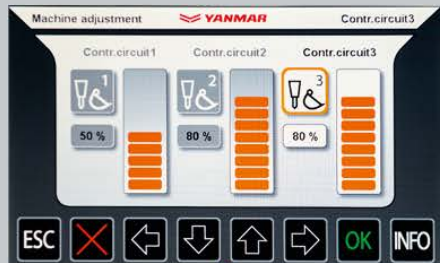 Machine adjustment YANMAR Contr.circuit3
Contr.circuit1 Contr.circuit2 Contr.circuit3
1 2 3
50 % 80 % 80 %
ESC OK INFO